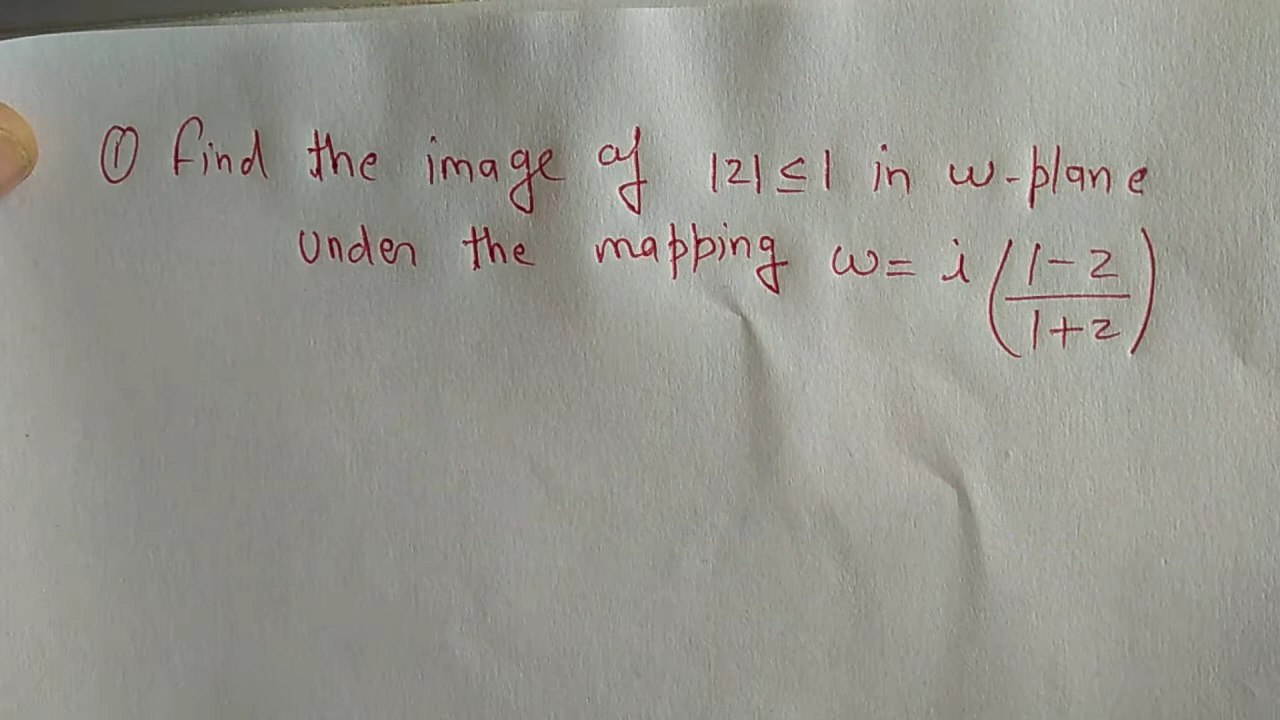 ① find the image of |z| ≤ 1 in w-plane
under the mapping w = i ((1-z)/(1+z))